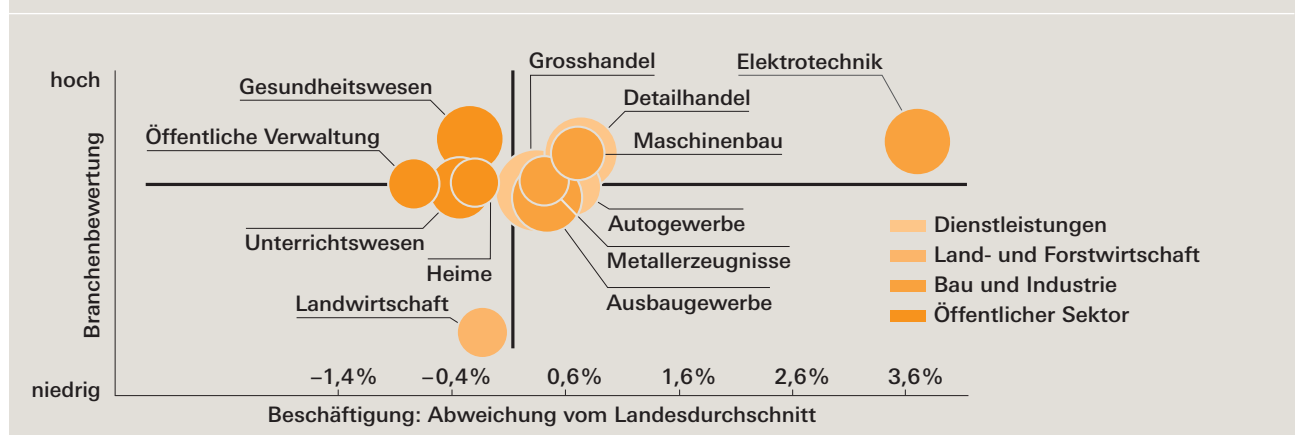 Grosshandel
Elektrotechnik
hoch
Gesundheitswesen
Detailhandel
Öffentliche Verwaltung
Maschinenbau
Branchenbewertung
Autogewerbe
Dienstleistungen
Unterrichtswesen
Metallerzeugnisse
Land- und Forstwirtschaft
Heime
Bau und Industrie
Landwirtschaft
Ausbaugewerbe
Öffentlicher Sektor
–1,4 % –0,4 % 0,6 % 1,6 % 2,6 % 3,6 %
niedrig
Beschäftigung: Abweichung vom Landesdurchschnitt